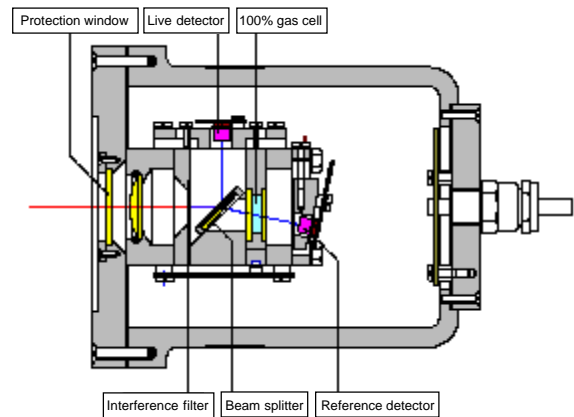 Protection window
Live detector
100% gas cell
Interference filter
Beam splitter
Reference detector